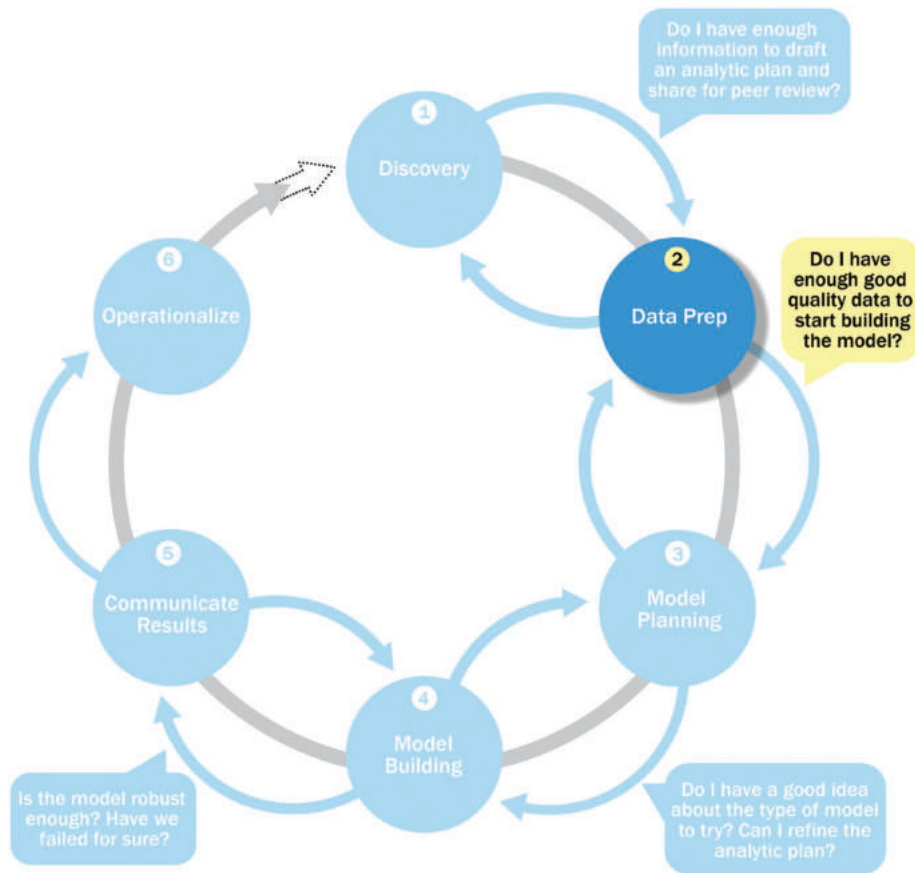 Do I have enough
information to draft
an analytic plan and
share for peer review?
1
Discovery
2
Data Prep
Do I have
enough good
quality data to
start building
the model?
6
Operationalize
3
Model
Planning
5
Communicate
Results
4
Model
Building
Is the model robust
enough? Have we
failed for sure?
Do I have a good idea
about the type of model
to try? Can I refine the
analytic plan?